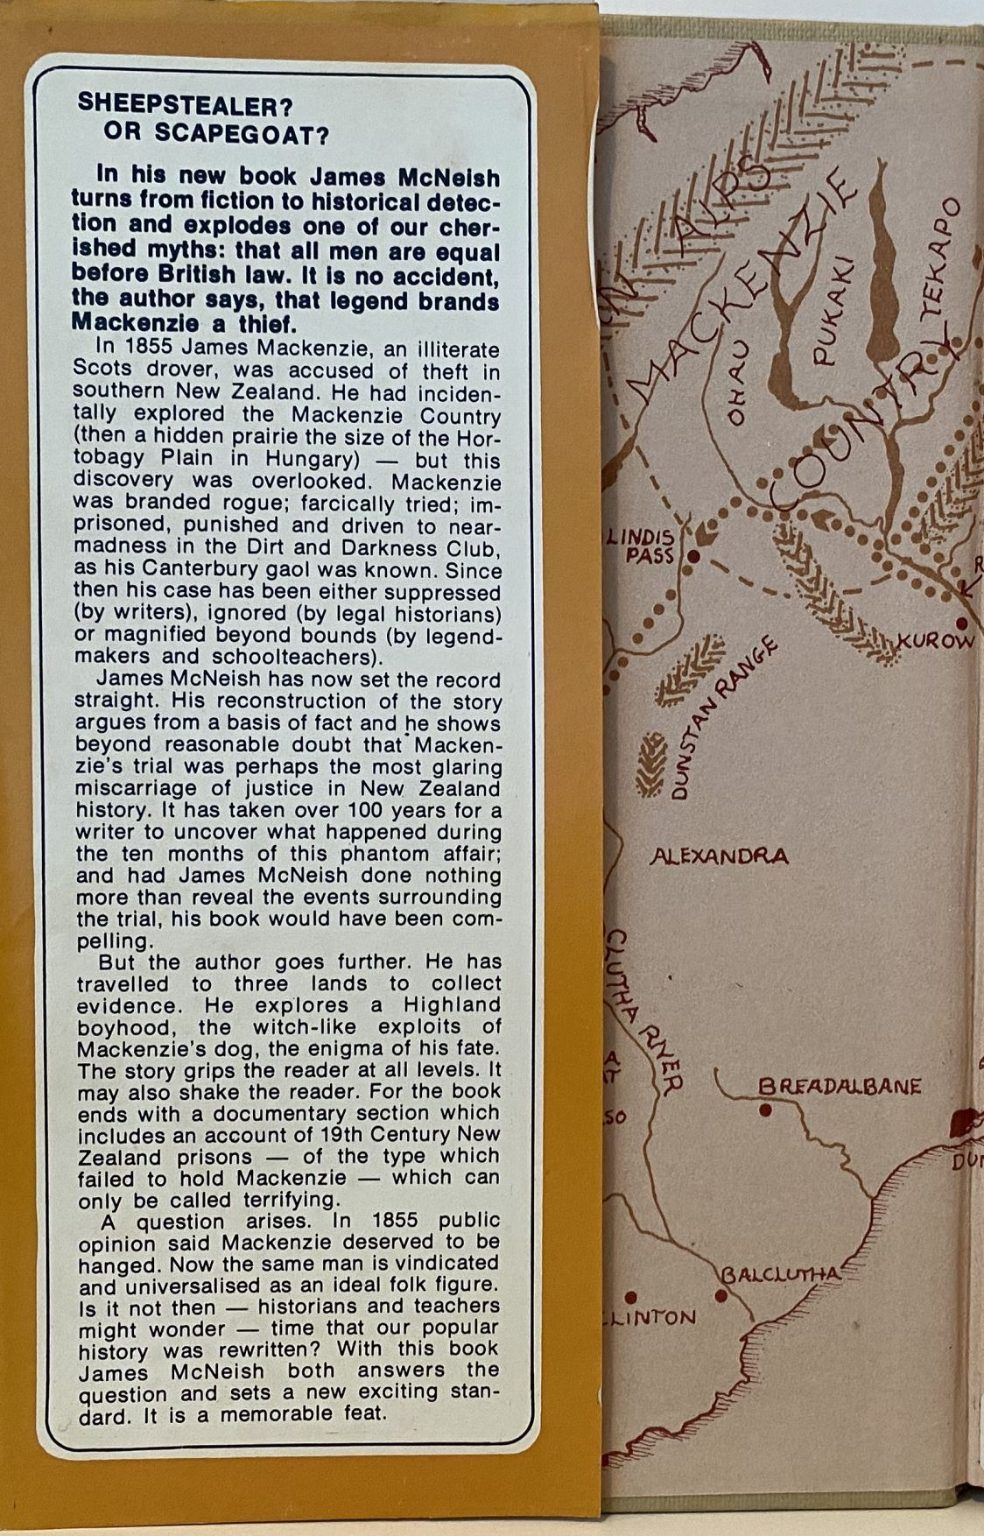 SHEEPSTEALER?
OR SCAPEGOAT?
In his new book James McNeish
turns from fiction to historical detec-
tion and explodes one of our cher-
ished myths: that all men are equal
before British law. It is no accident,
the author says, that legend brands
Mackenzie a thief.
In 1855 James Mackenzie, an illiterate
Scots drover, was accused of theft in
southern New Zealand. He had inciden-
tally explored the Mackenzie Country
(then a hidden prairie the size of the Hor-
tobagy Plain in Hungary) — but this
discovery was overlooked. Mackenzie
was branded rogue; farcically tried; im-
prisoned, punished and driven to near-
madness in the Dirt and Darkness Club,
as his Canterbury gaol was known. Since
then his case has been either suppressed
(by writers), ignored (by legal historians)
or magnified beyond bounds (by legend-
makers and schoolteachers).
James McNeish has now set the record
straight. His reconstruction of the story
argues from a basis of fact and he shows
beyond reasonable doubt that Macken-
zie's trial was perhaps the most glaring
miscarriage of justice in New Zealand
history. It has taken over 100 years for a
writer to uncover what happened during
the ten months of this phantom affair;
and had James McNeish done nothing
more than reveal the events surrounding
the trial, his book would have been com-
pelling.
But the author goes further. He has
travelled to three lands to collect
evidence. He explores a Highland
boyhood, the witch-like exploits of
Mackenzie's dog, the enigma of his fate.
The story grips the reader at all levels. It
may also shake the reader. For the book
ends with a documentary section which
includes an account of 19th Century New
Zealand prisons — of the type which
failed to hold Mackenzie — which can
only be called terrifying.
A question arises. In 1855 public
opinion said Mackenzie deserved to be
hanged. Now the same man is vindicated
and universalised as an ideal folk figure.
Is it not then — historians and teachers
might wonder — time that our popular
history was rewritten? With this book
James McNeish both answers the
question and sets a new exciting stan-
dard. It is a memorable feat.
ALPS
MACKENZIE
COUNTRY
OHAU
PUKAKI
TEKAPO
LINDIS
PASS
KUROW
DUNSTAN RANGE
ALEXANDRA
CLUTHA RIVER
BREADALBANE
DUN
BALCLUTHA
LINTON